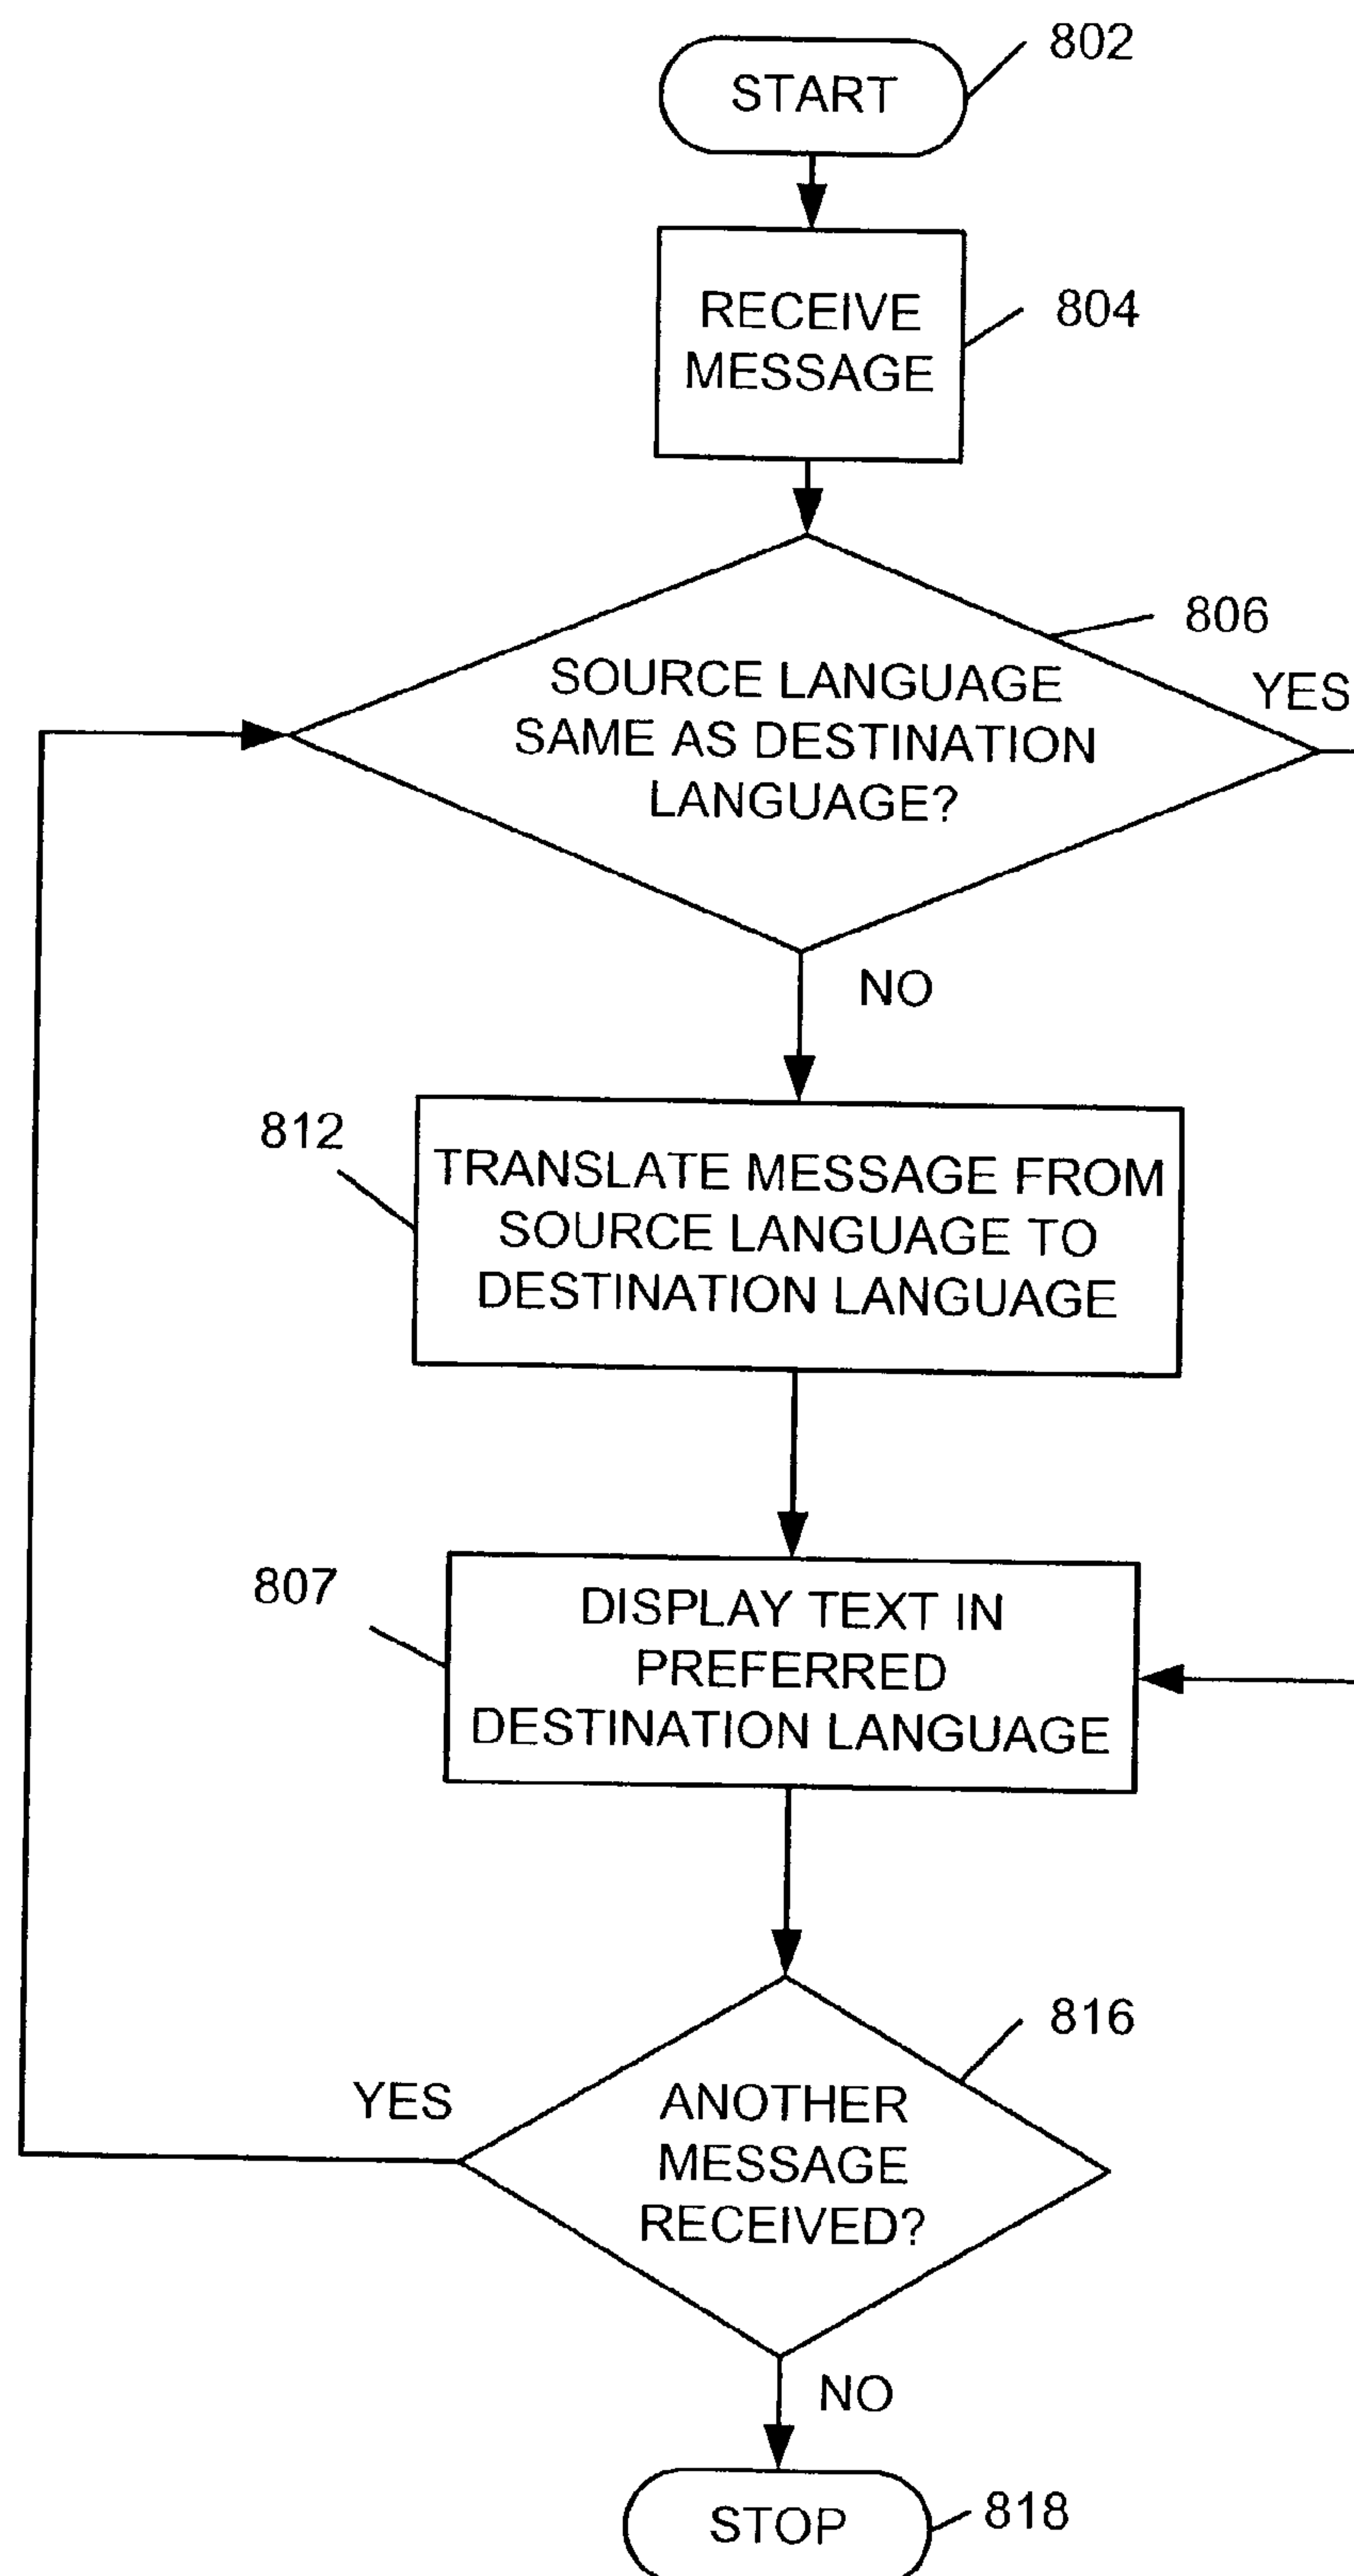 802
START
804
RECEIVE
MESSAGE
806
YES
SOURCE LANGUAGE
SAME AS DESTINATION
LANGUAGE?
NO
812
TRANSLATE MESSAGE FROM
SOURCE LANGUAGE TO
DESTINATION LANGUAGE
807
DISPLAY TEXT IN
PREFERRED
DESTINATION LANGUAGE
816
YES
ANOTHER
MESSAGE
RECEIVED?
NO
STOP
818